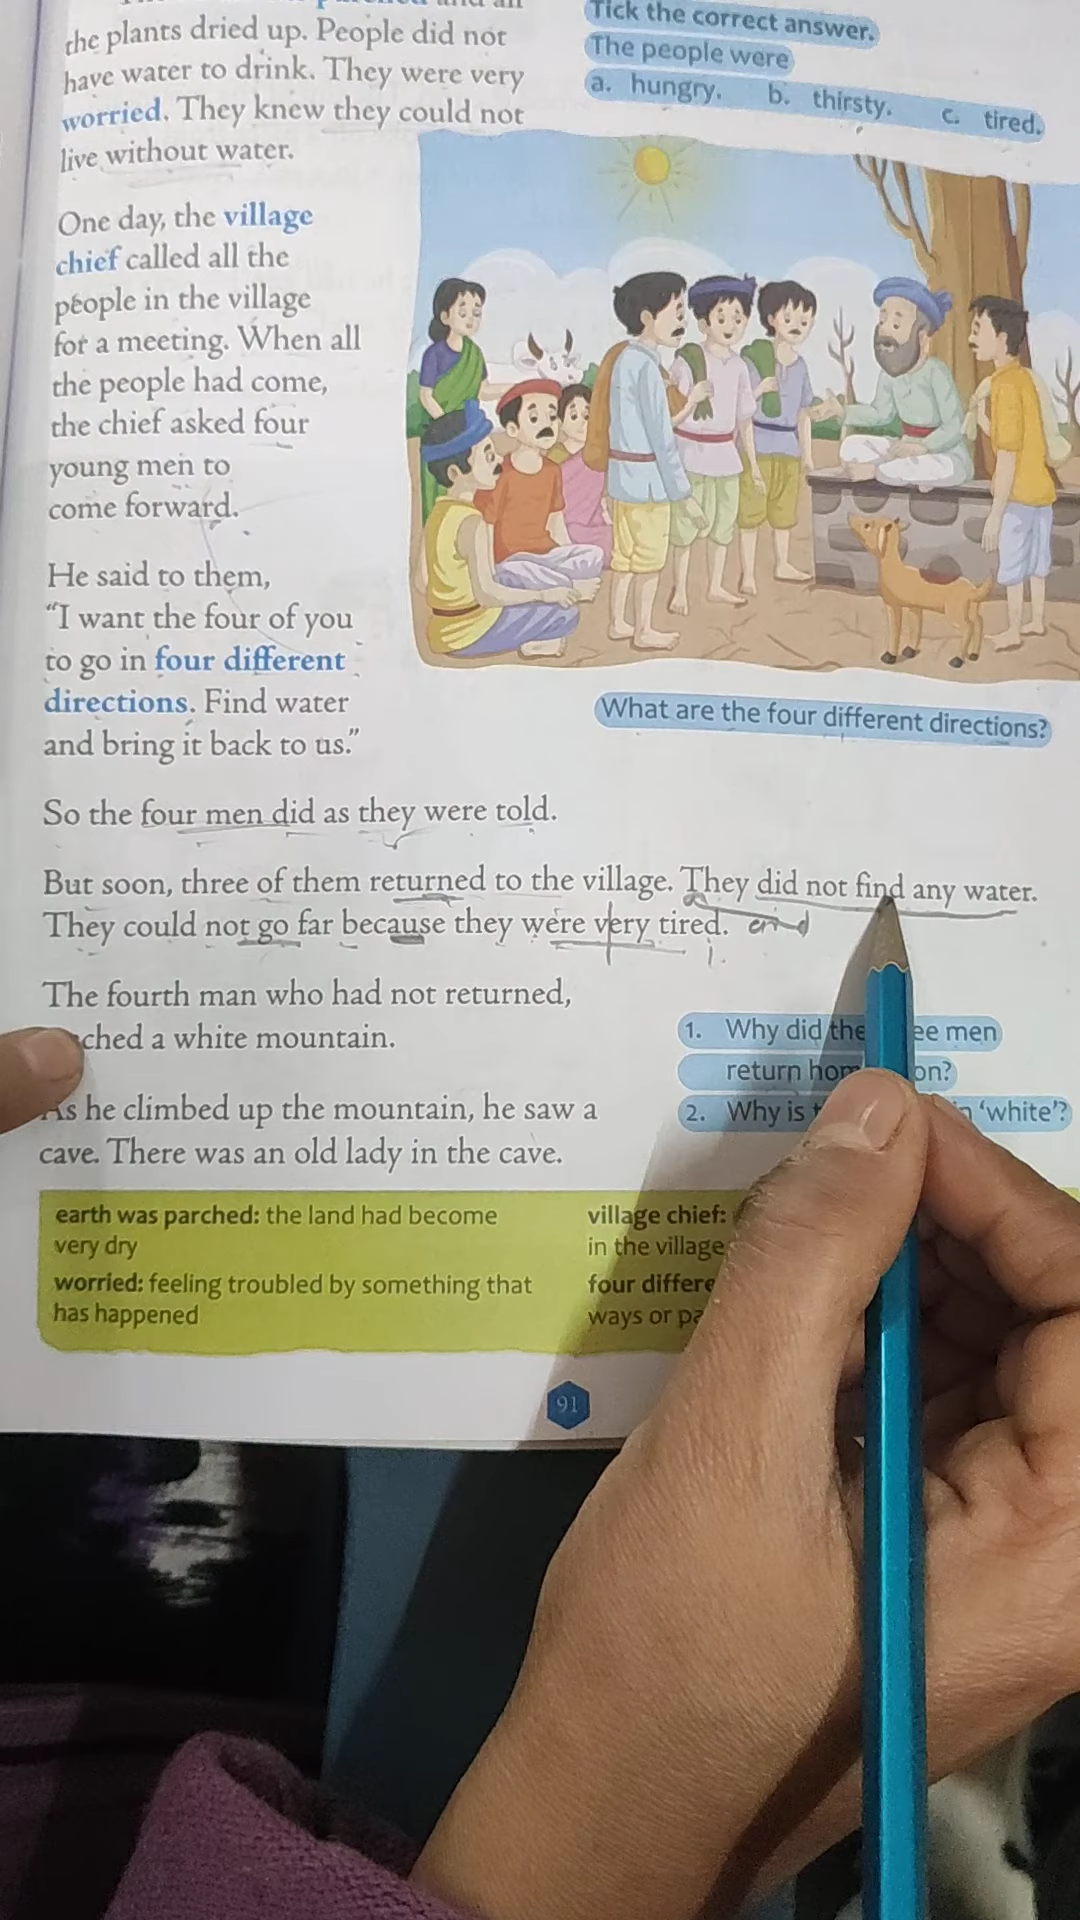 the plants dried up. People did not
have water to drink. They were very
worried. They knew they could not
live without water.
One day, the village
chief called all the
people in the village
for a meeting. When all
the people had come,
the chief asked four
young men to
come forward.
He said to them,
“I want the four of you
to go in four different
directions. Find water
and bring it back to us.”
Tick the correct answer.
The people were
a. hungry. b. thirsty. c. tired.
What are the four different directions?
So the four men did as they were told.
But soon, three of them returned to the village. They did not find any water.
They could not go far because they were very tired. and
The fourth man who had not returned,
a white mountain.
As he climbed up the mountain, he saw a
cave. There was an old lady in the cave.
1. Why did men
return
2. Why is ‘white’?
earth was parched: the land had become
very dry
worried: feeling troubled by something that
has happened
village chief:
in the village
four
ways or
91